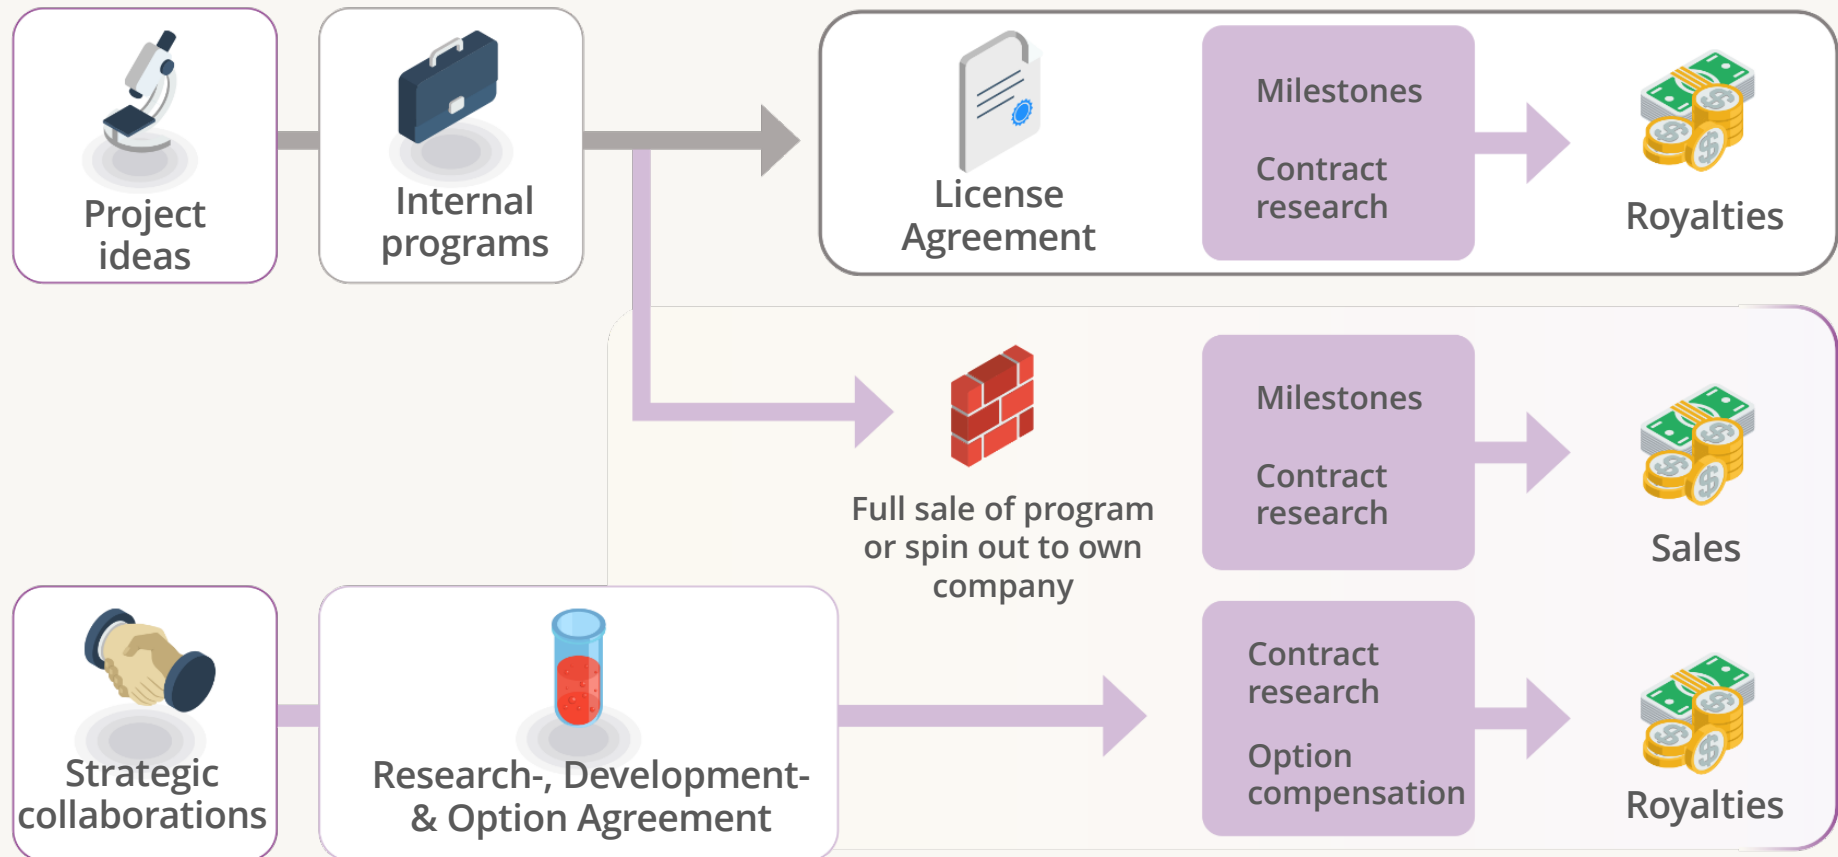 Project
ideas
Internal
programs
License
Agreement
Milestones
Contract
research
Royalties
Full sale of program
or spin out to own
company
Milestones
Contract
research
Sales
Strategic
collaborations
Research-, Development-
& Option Agreement
Contract
research
Option
compensation
Royalties